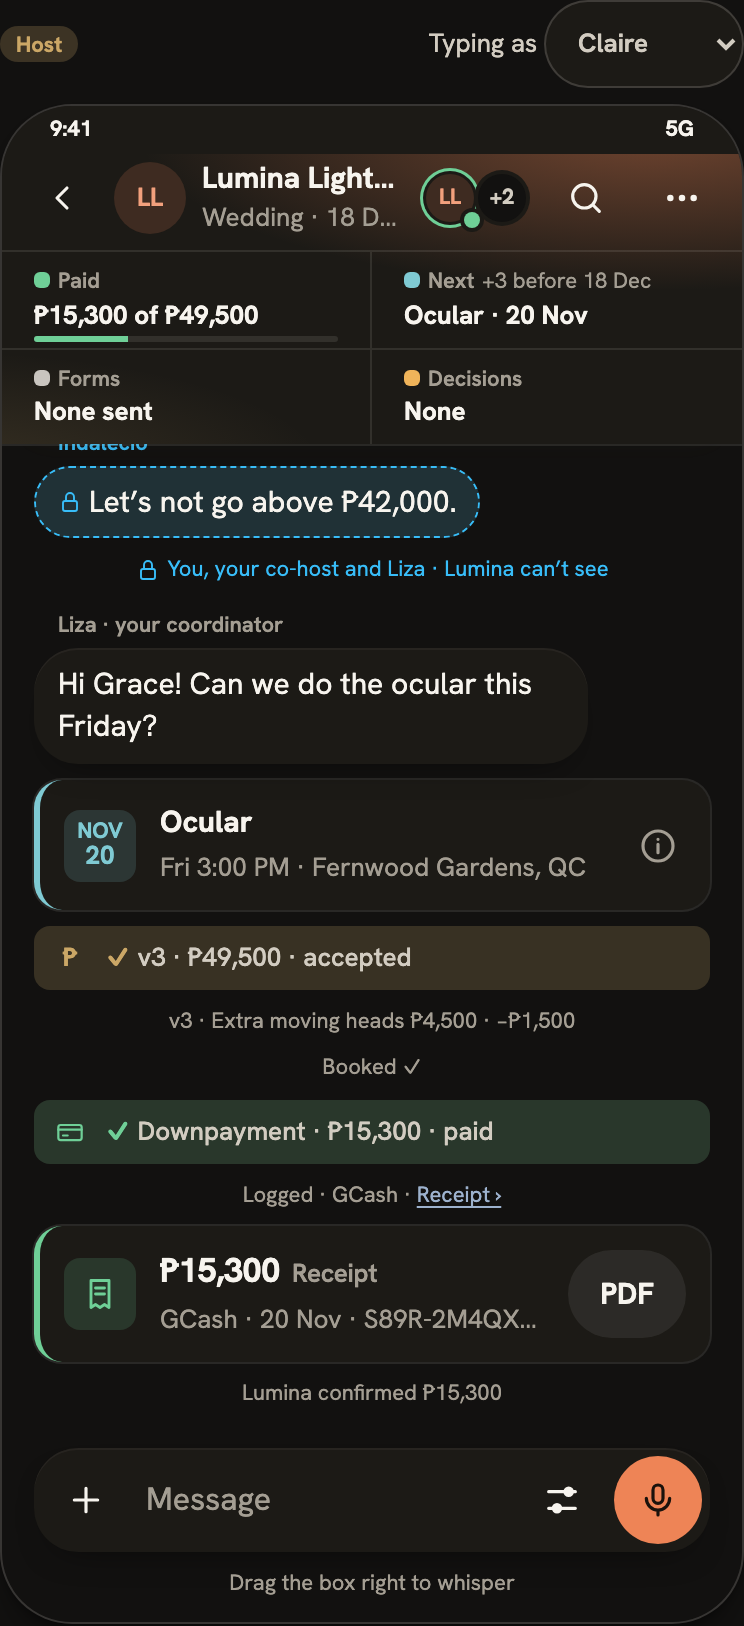 Host
Typing as
Claire
9:41
5G
LL
Lumina Light...
Wedding · 18 D...
LL
+2
Paid
₱15,300 of ₱49,500
Next +3 before 18 Dec
Ocular · 20 Nov
Forms
None sent
Decisions
None
Indalecio
Let’s not go above ₱42,000.
You, your co-host and Liza · Lumina can’t see
Liza · your coordinator
Hi Grace! Can we do the ocular this
Friday?
NOV
20
Ocular
Fri 3:00 PM · Fernwood Gardens, QC
₱ ✓ v3 · ₱49,500 · accepted
v3 · Extra moving heads ₱4,500 · −₱1,500
Booked ✓
✓ Downpayment · ₱15,300 · paid
Logged · GCash · Receipt ›
₱15,300 Receipt
GCash · 20 Nov · S89R-2M4QX...
PDF
Lumina confirmed ₱15,300
Message
Drag the box right to whisper